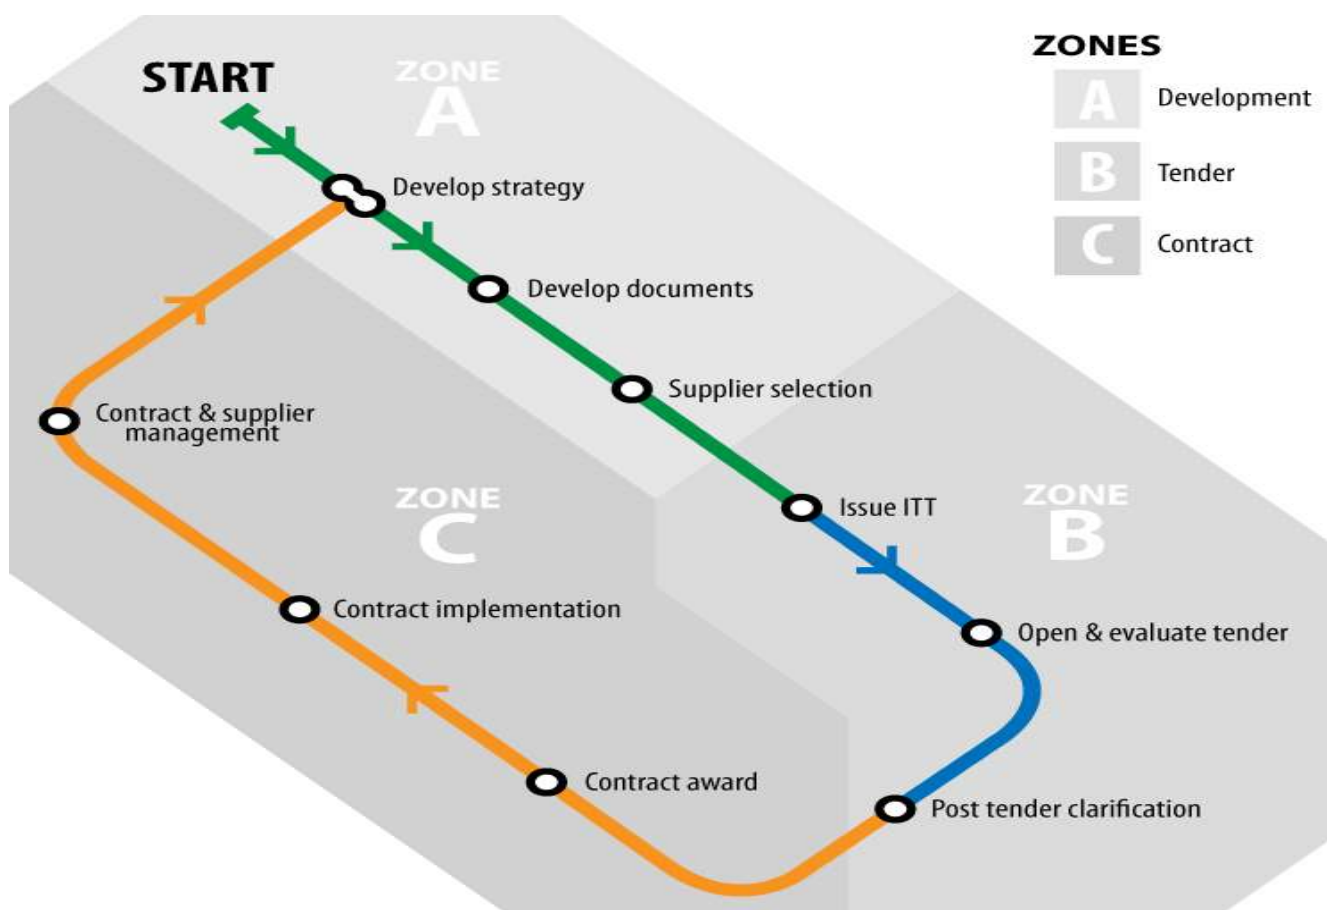 START
ZONE
A
ZONES
A Development
B Tender
C Contract
Develop strategy
Develop documents
Supplier selection
Issue ITT
ZONE
B
Open & evaluate tender
Post tender clarification
Contract award
Contract implementation
ZONE
C
Contract & supplier
management